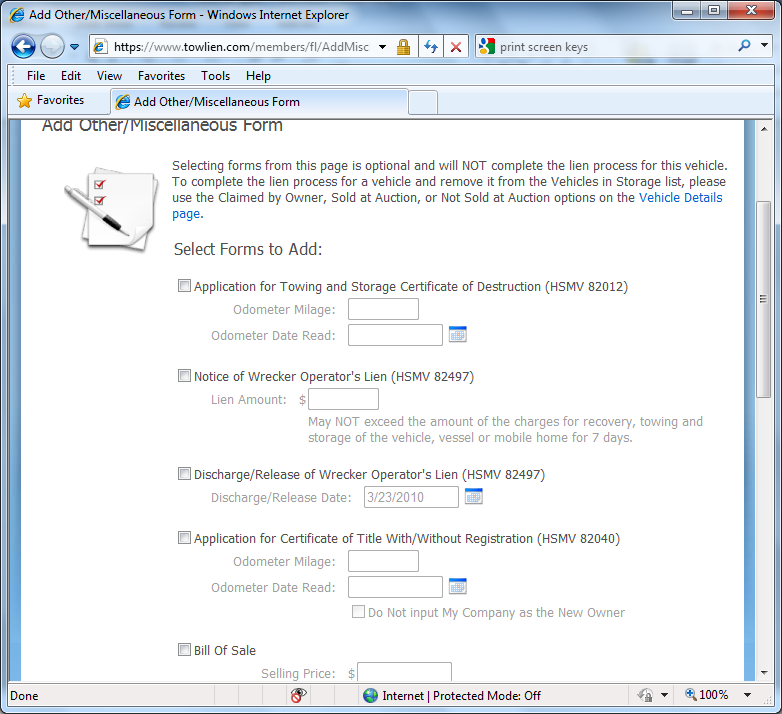 Add Other/Miscellaneous Form - Windows Internet Explorer
https://www.towlien.com/members/fl/AddMisc
print screen keys
File Edit View Favorites Tools Help
Favorites
Add Other/Miscellaneous Form
Add Other/Miscellaneous Form
Selecting forms from this page is optional and will NOT complete the lien process for this vehicle.
To complete the lien process for a vehicle and remove it from the Vehicles in Storage list, please
use the Claimed by Owner, Sold at Auction, or Not Sold at Auction options on the Vehicle Details
page.
Select Forms to Add:
Application for Towing and Storage Certificate of Destruction (HSMV 82012)
Odometer Milage:
Odometer Date Read:
Notice of Wrecker Operator's Lien (HSMV 82497)
Lien Amount: $
May NOT exceed the amount of the charges for recovery, towing and
storage of the vehicle, vessel or mobile home for 7 days.
Discharge/Release of Wrecker Operator's Lien (HSMV 82497)
Discharge/Release Date: 3/23/2010
Application for Certificate of Title With/Without Registration (HSMV 82040)
Odometer Milage:
Odometer Date Read:
Do Not input My Company as the New Owner
Bill Of Sale
Selling Price: $
Done
Internet | Protected Mode: Off
100%